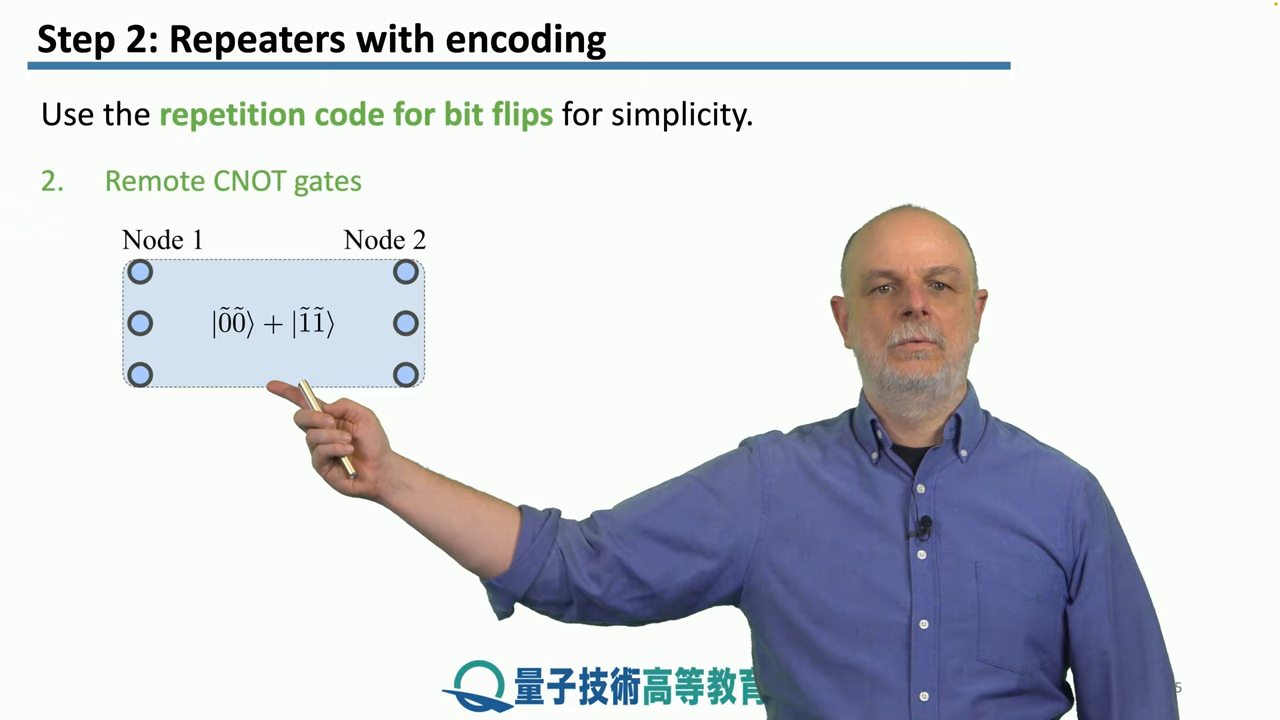 Step 2: Repeaters with encoding
Use the repetition code for bit flips for simplicity.
2. Remote CNOT gates
Node 1 Node 2
|0̃0̃⟩ + |1̃1̃⟩
量子技術高等教育
5